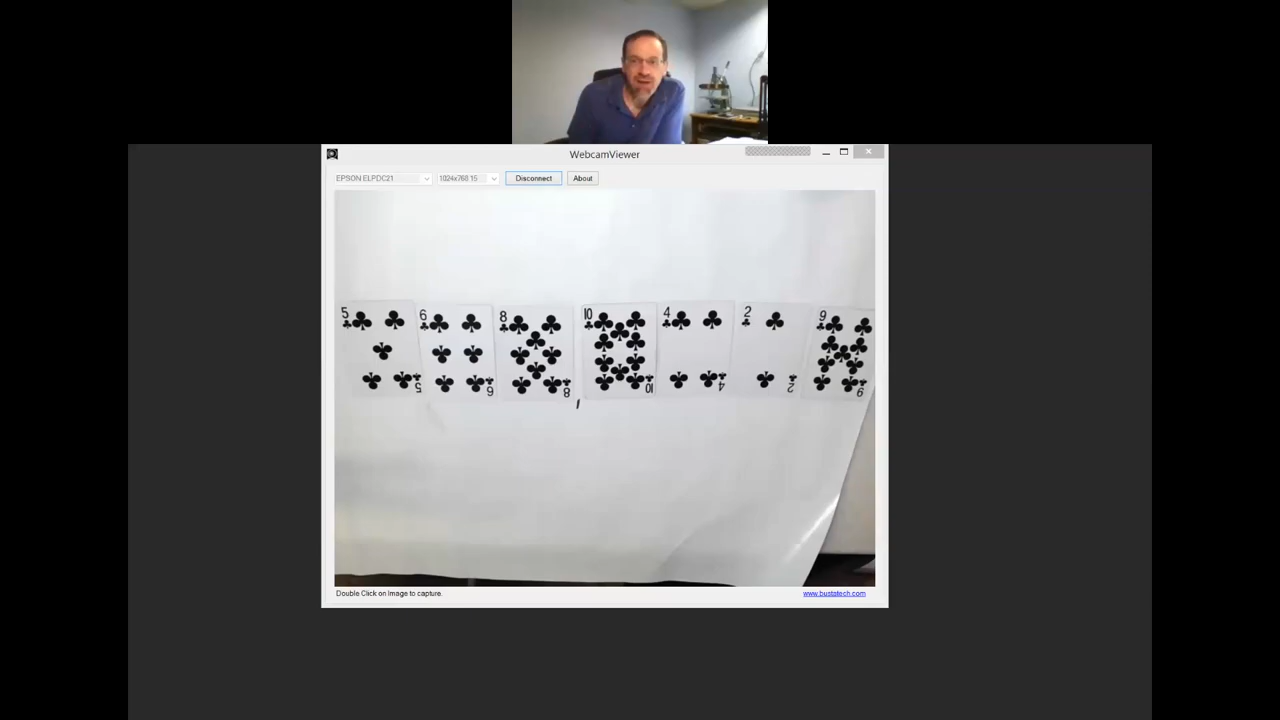 WebcamViewer
EPSON ELPDC21 1024x768 15 Disconnect About
5 6 8 10 4 2 9
5 6 8 10 4 2 9
Double Click on Image to capture. www.bustatech.com